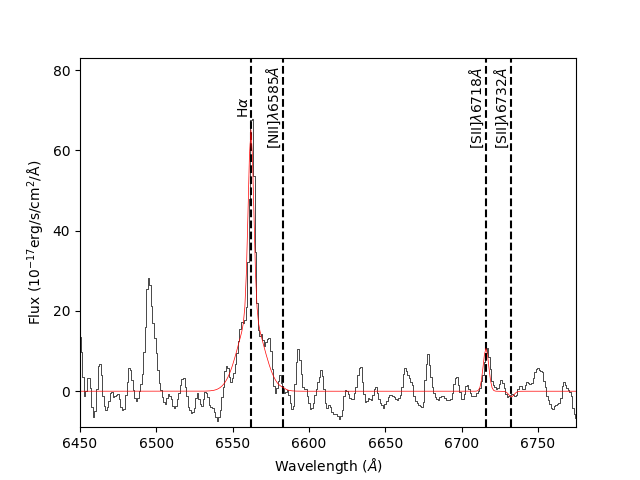 80
60
40
20
0
Flux (10⁻¹⁷erg/s/cm²/Å)
Hα
[NII]λ6585Å
[SII]λ6718Å
[SII]λ6732Å
6450 6500 6550 6600 6650 6700 6750
Wavelength (Å)